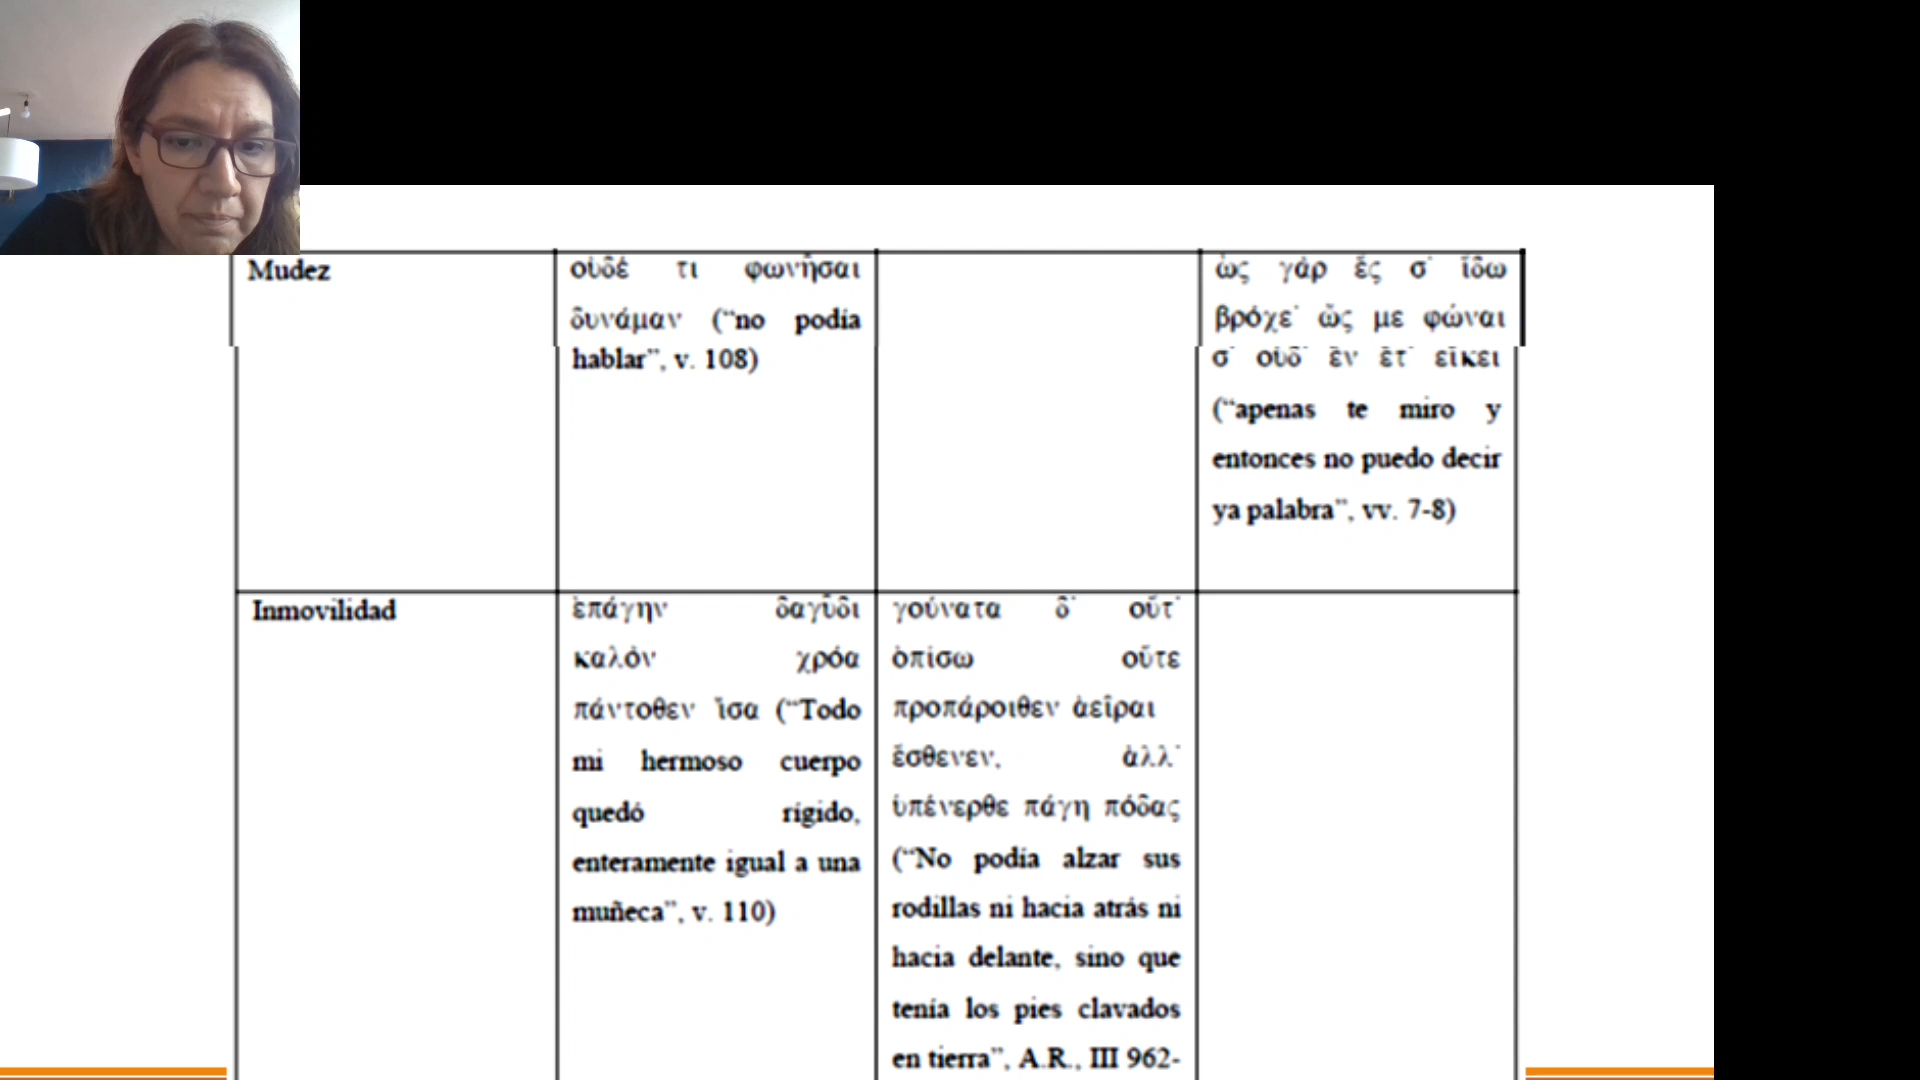 Mudez
οὐδέ τι φωνῆσαι
δυνάμαν (“no podía
hablar”, v. 108)
ὡς γὰρ ἔς σ᾽ ἴδω
βρόχε᾽ ὤς με φώναι
σ᾽ οὐδ᾽ ἒν ἔτ᾽ εἴκει
(“apenas te miro y
entonces no puedo decir
ya palabra”, vv. 7-8)
Inmovilidad
ἐπάγην δαγῦδι
καλὸν χρόα
πάντοθεν ἴσα (“Todo
mi hermoso cuerpo
quedó rígido,
enteramente igual a una
muñeca”, v. 110)
γούνατα δ᾽ οὔτ᾽
ὀπίσω οὔτε
προπάροιθεν ἀεῖραι
ἔσθενεν, ἀλλ᾽
ὑπένερθε πάγη πόδας
(“No podía alzar sus
rodillas ni hacia atrás ni
hacia delante, sino que
tenía los pies clavados
en tierra”, A.R., III 962-